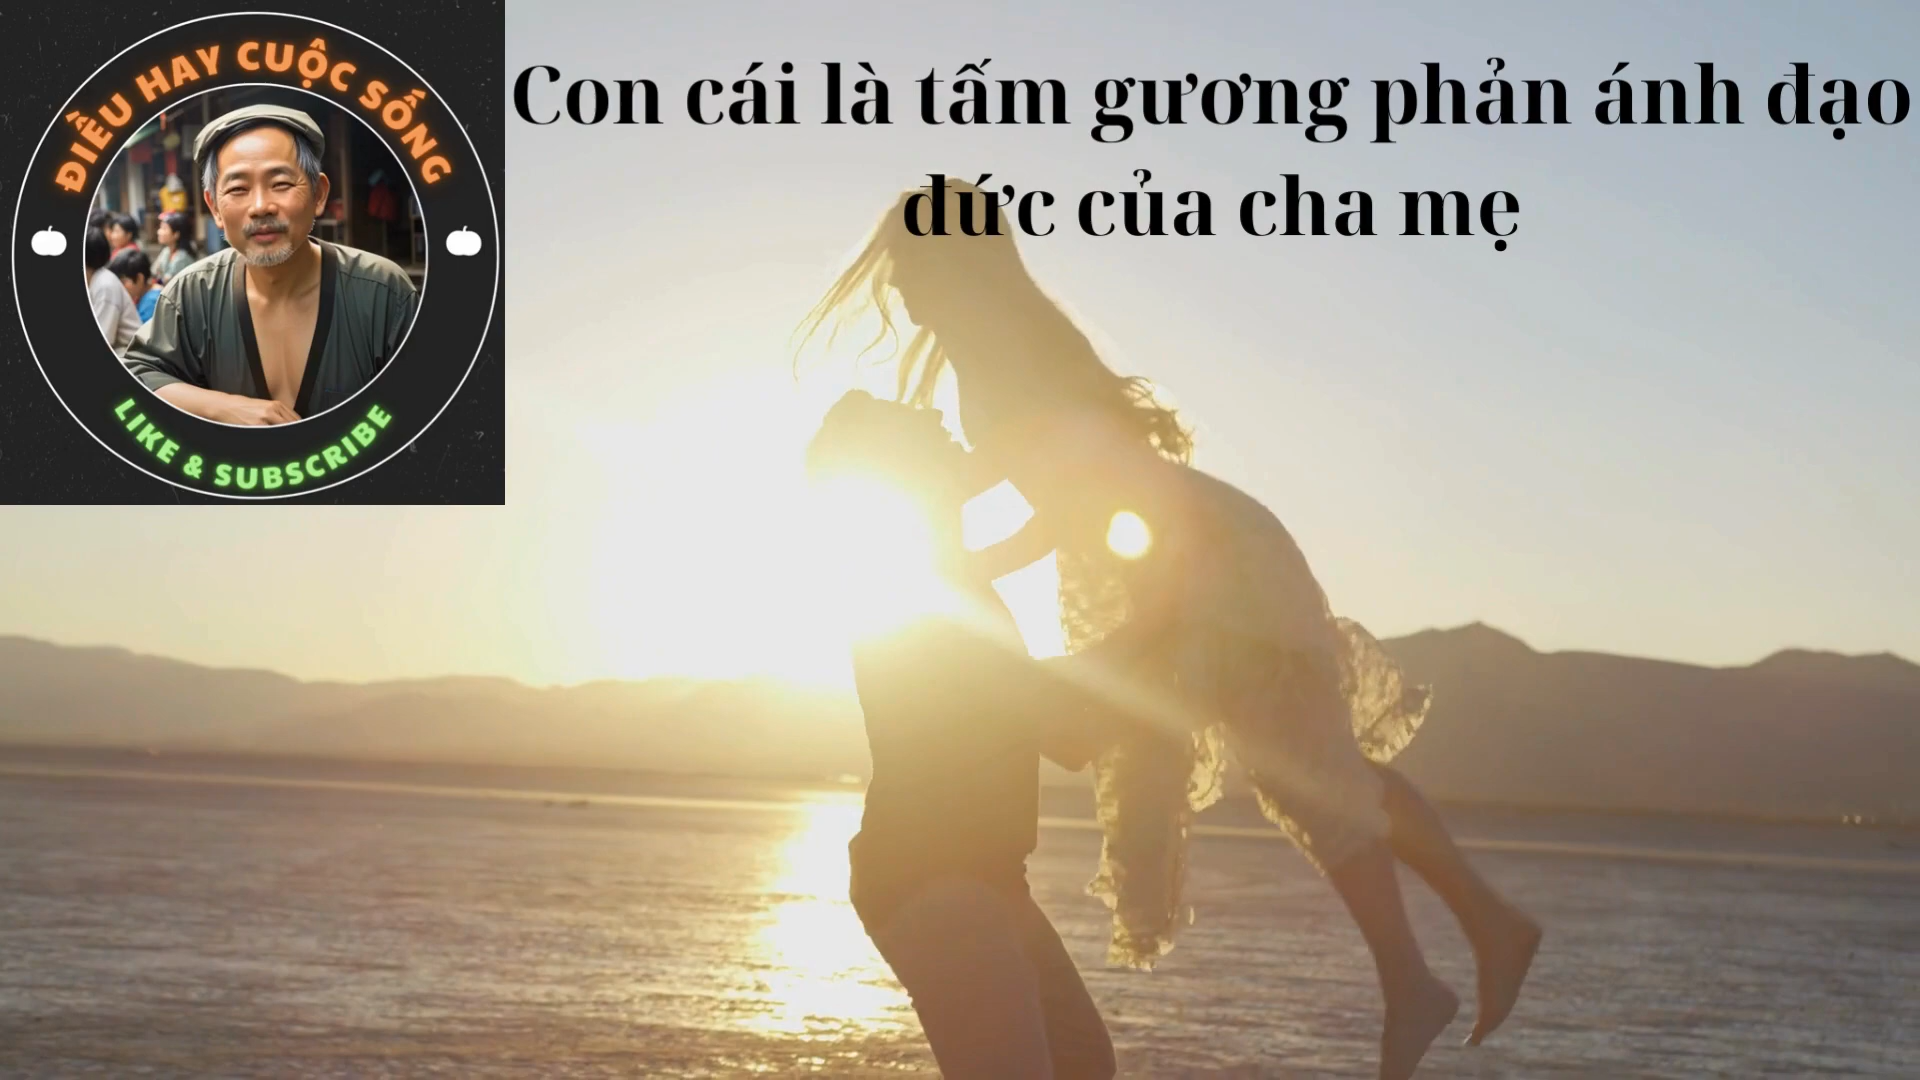 ĐIỀU HAY CUỘC SỐNG
LIKE & SUBSCRIBE
Con cái là tấm gương phản ánh đạo
đức của cha mẹ